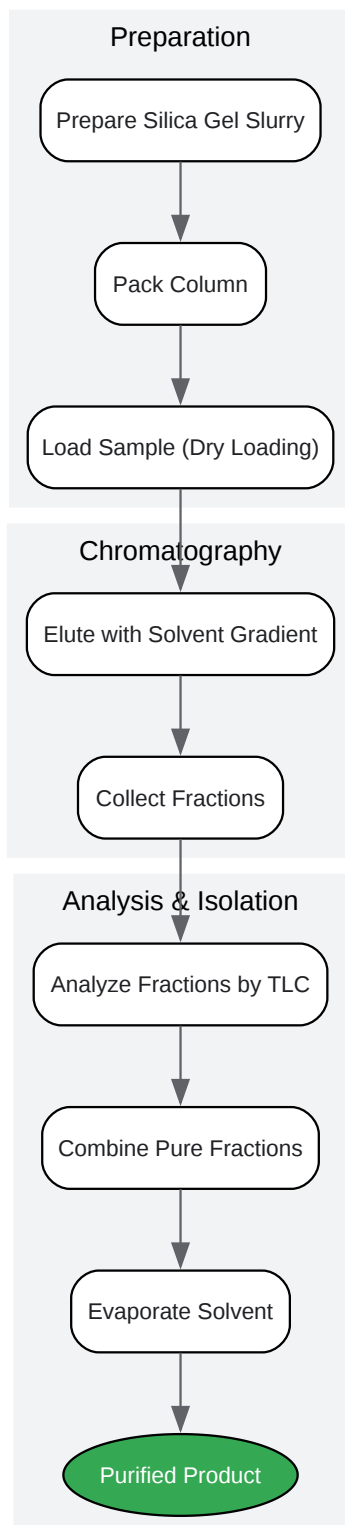 Preparation
Prepare Silica Gel Slurry
Pack Column
Load Sample (Dry Loading)
Chromatography
Elute with Solvent Gradient
Collect Fractions
Analysis & Isolation
Analyze Fractions by TLC
Combine Pure Fractions
Evaporate Solvent
Purified Product